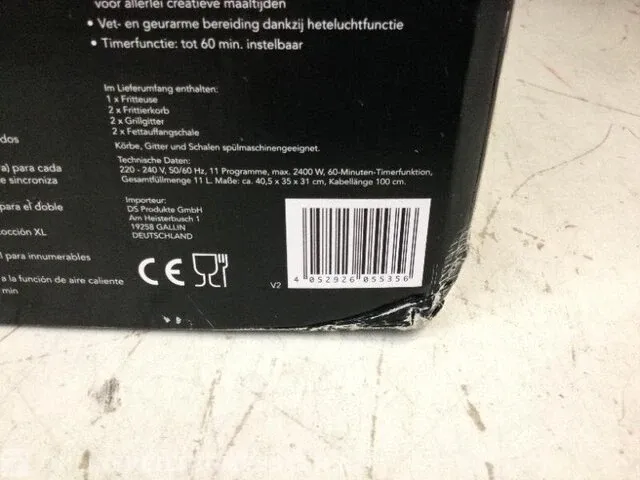 voor allerlei creatieve maaltijden
• Vet- en geurarme bereiding dankzij heteluchtfunctie
• Timerfunctie: tot 60 min. instelbaar
Im Lieferumfang enthalten:
1 x Fritteuse
2 x Frittierkorb
2 x Grillgitter
2 x Fettauffangschale
Körbe, Gitter und Schalen spülmaschinengeeignet.
Technische Daten:
220 - 240 V, 50/60 Hz, 11 Programme, max. 2400 W, 60-Minuten-Timerfunktion,
Gesamtfüllmenge 11 L. Maße: ca. 40,5 x 35 x 31 cm, Kabellänge 100 cm.
Importeur:
DS Produkte GmbH
Am Heisterbusch 1
19258 GALLIN
DEUTSCHLAND
CE
V2
4 052926 055356
dos
a) para cada
e sincroniza
para el doble
occión XL
l para innumerables
a la función de aire caliente
min